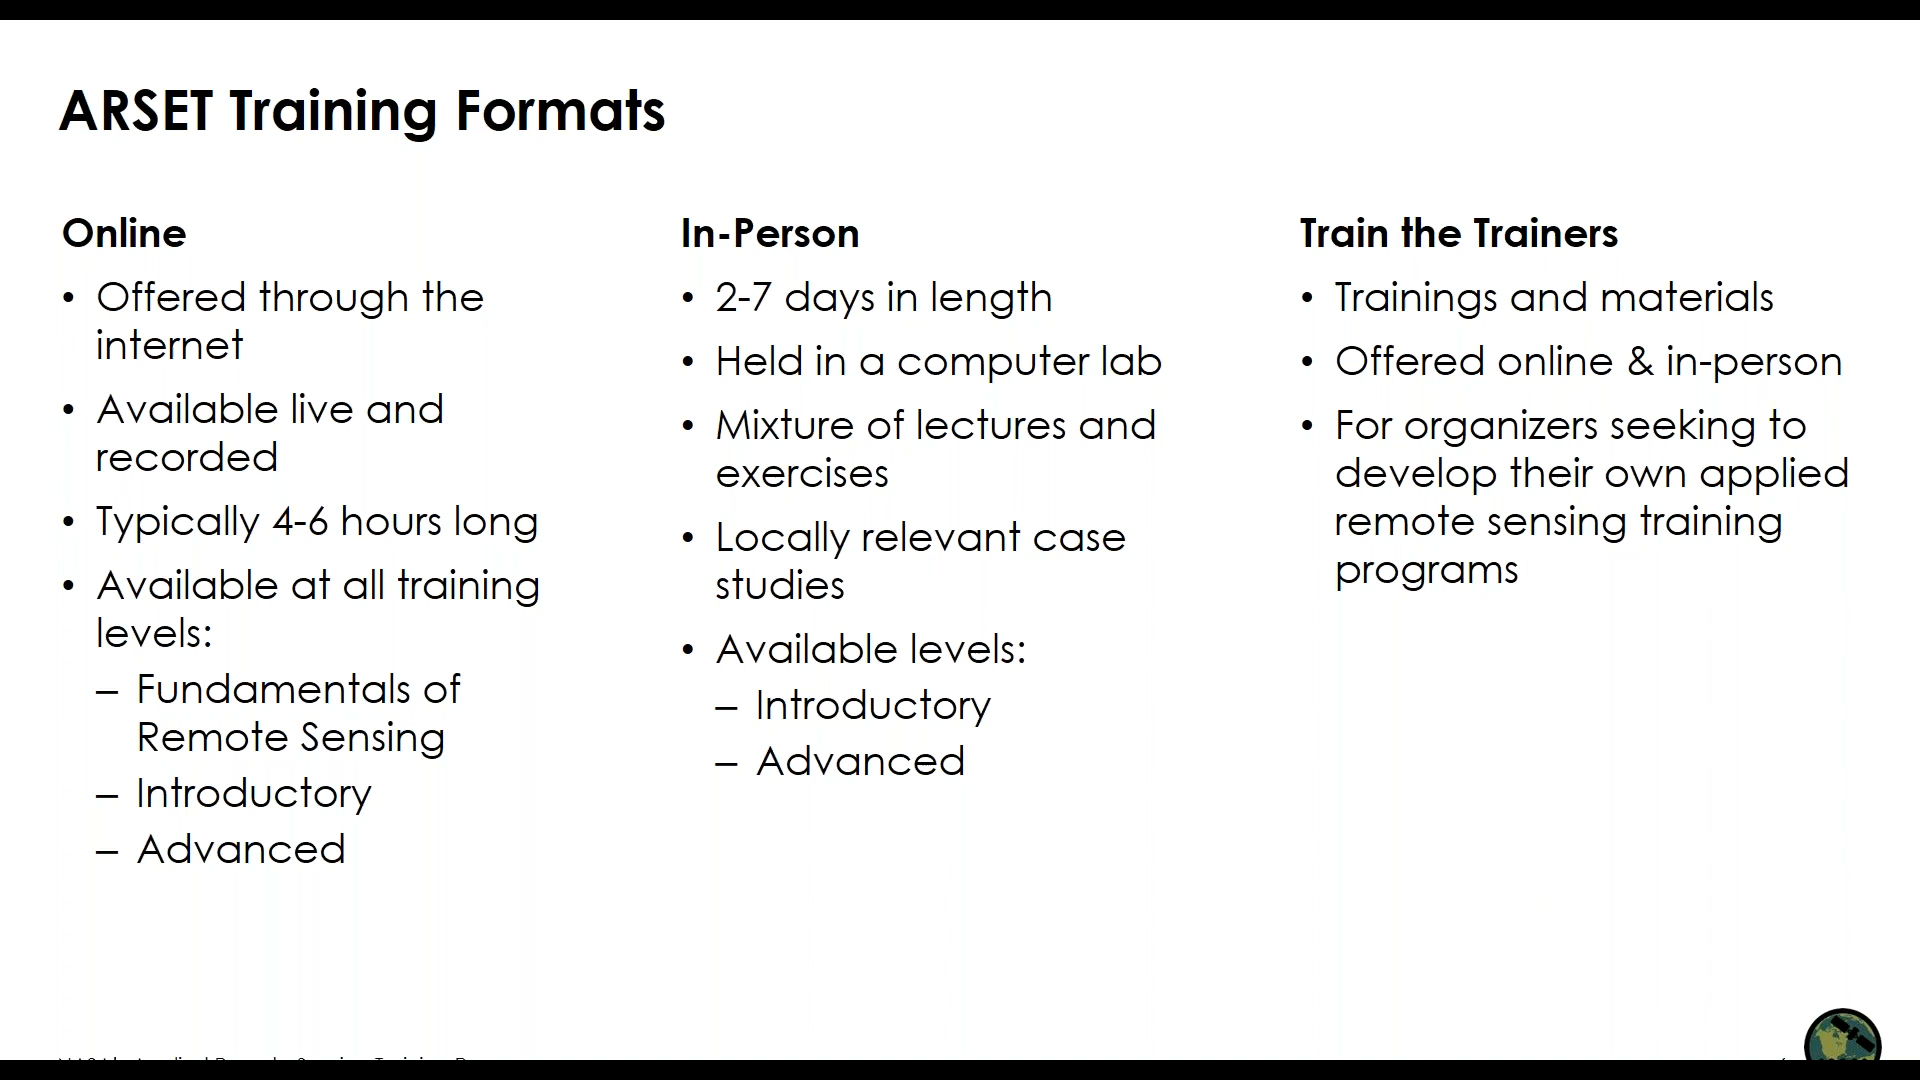 ARSET Training Formats
Online
• Offered through the
internet
• Available live and
recorded
• Typically 4-6 hours long
• Available at all training
levels:
– Fundamentals of
Remote Sensing
– Introductory
– Advanced
In-Person
• 2-7 days in length
• Held in a computer lab
• Mixture of lectures and
exercises
• Locally relevant case
studies
• Available levels:
– Introductory
– Advanced
Train the Trainers
• Trainings and materials
• Offered online & in-person
• For organizers seeking to
develop their own applied
remote sensing training
programs